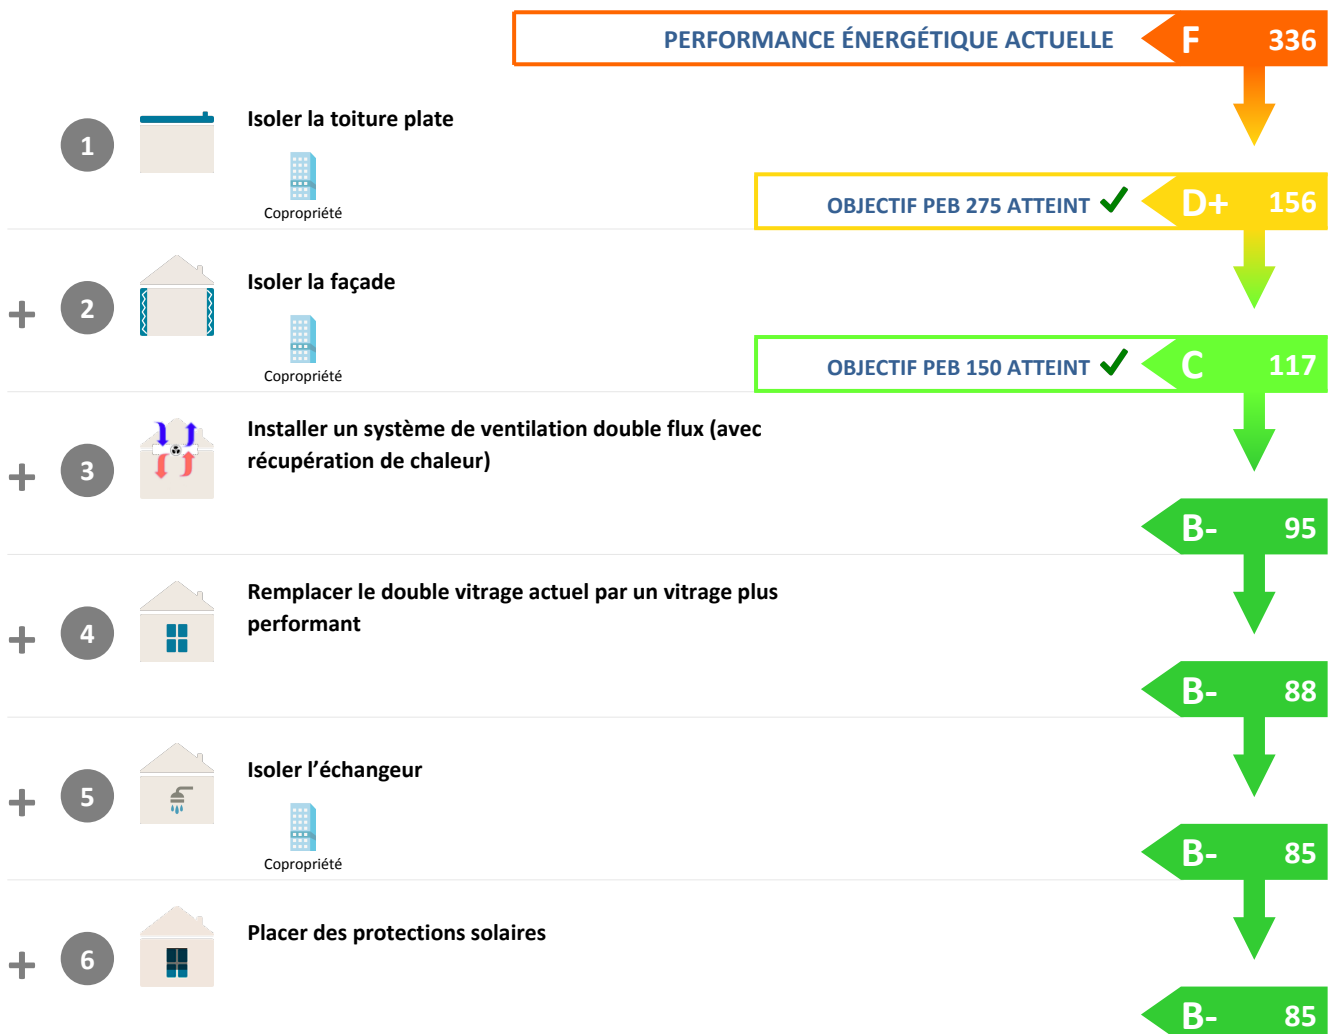 PERFORMANCE ÉNERGÉTIQUE ACTUELLE F 336
1 Isoler la toiture plate
Copropriété
OBJECTIF PEB 275 ATTEINT ✔ D+ 156
+ 2 Isoler la façade
Copropriété
OBJECTIF PEB 150 ATTEINT ✔ C 117
+ 3 Installer un système de ventilation double flux (avec
récupération de chaleur)
B- 95
+ 4 Remplacer le double vitrage actuel par un vitrage plus
performant
B- 88
+ 5 Isoler l’échangeur
Copropriété
B- 85
+ 6 Placer des protections solaires
B- 85